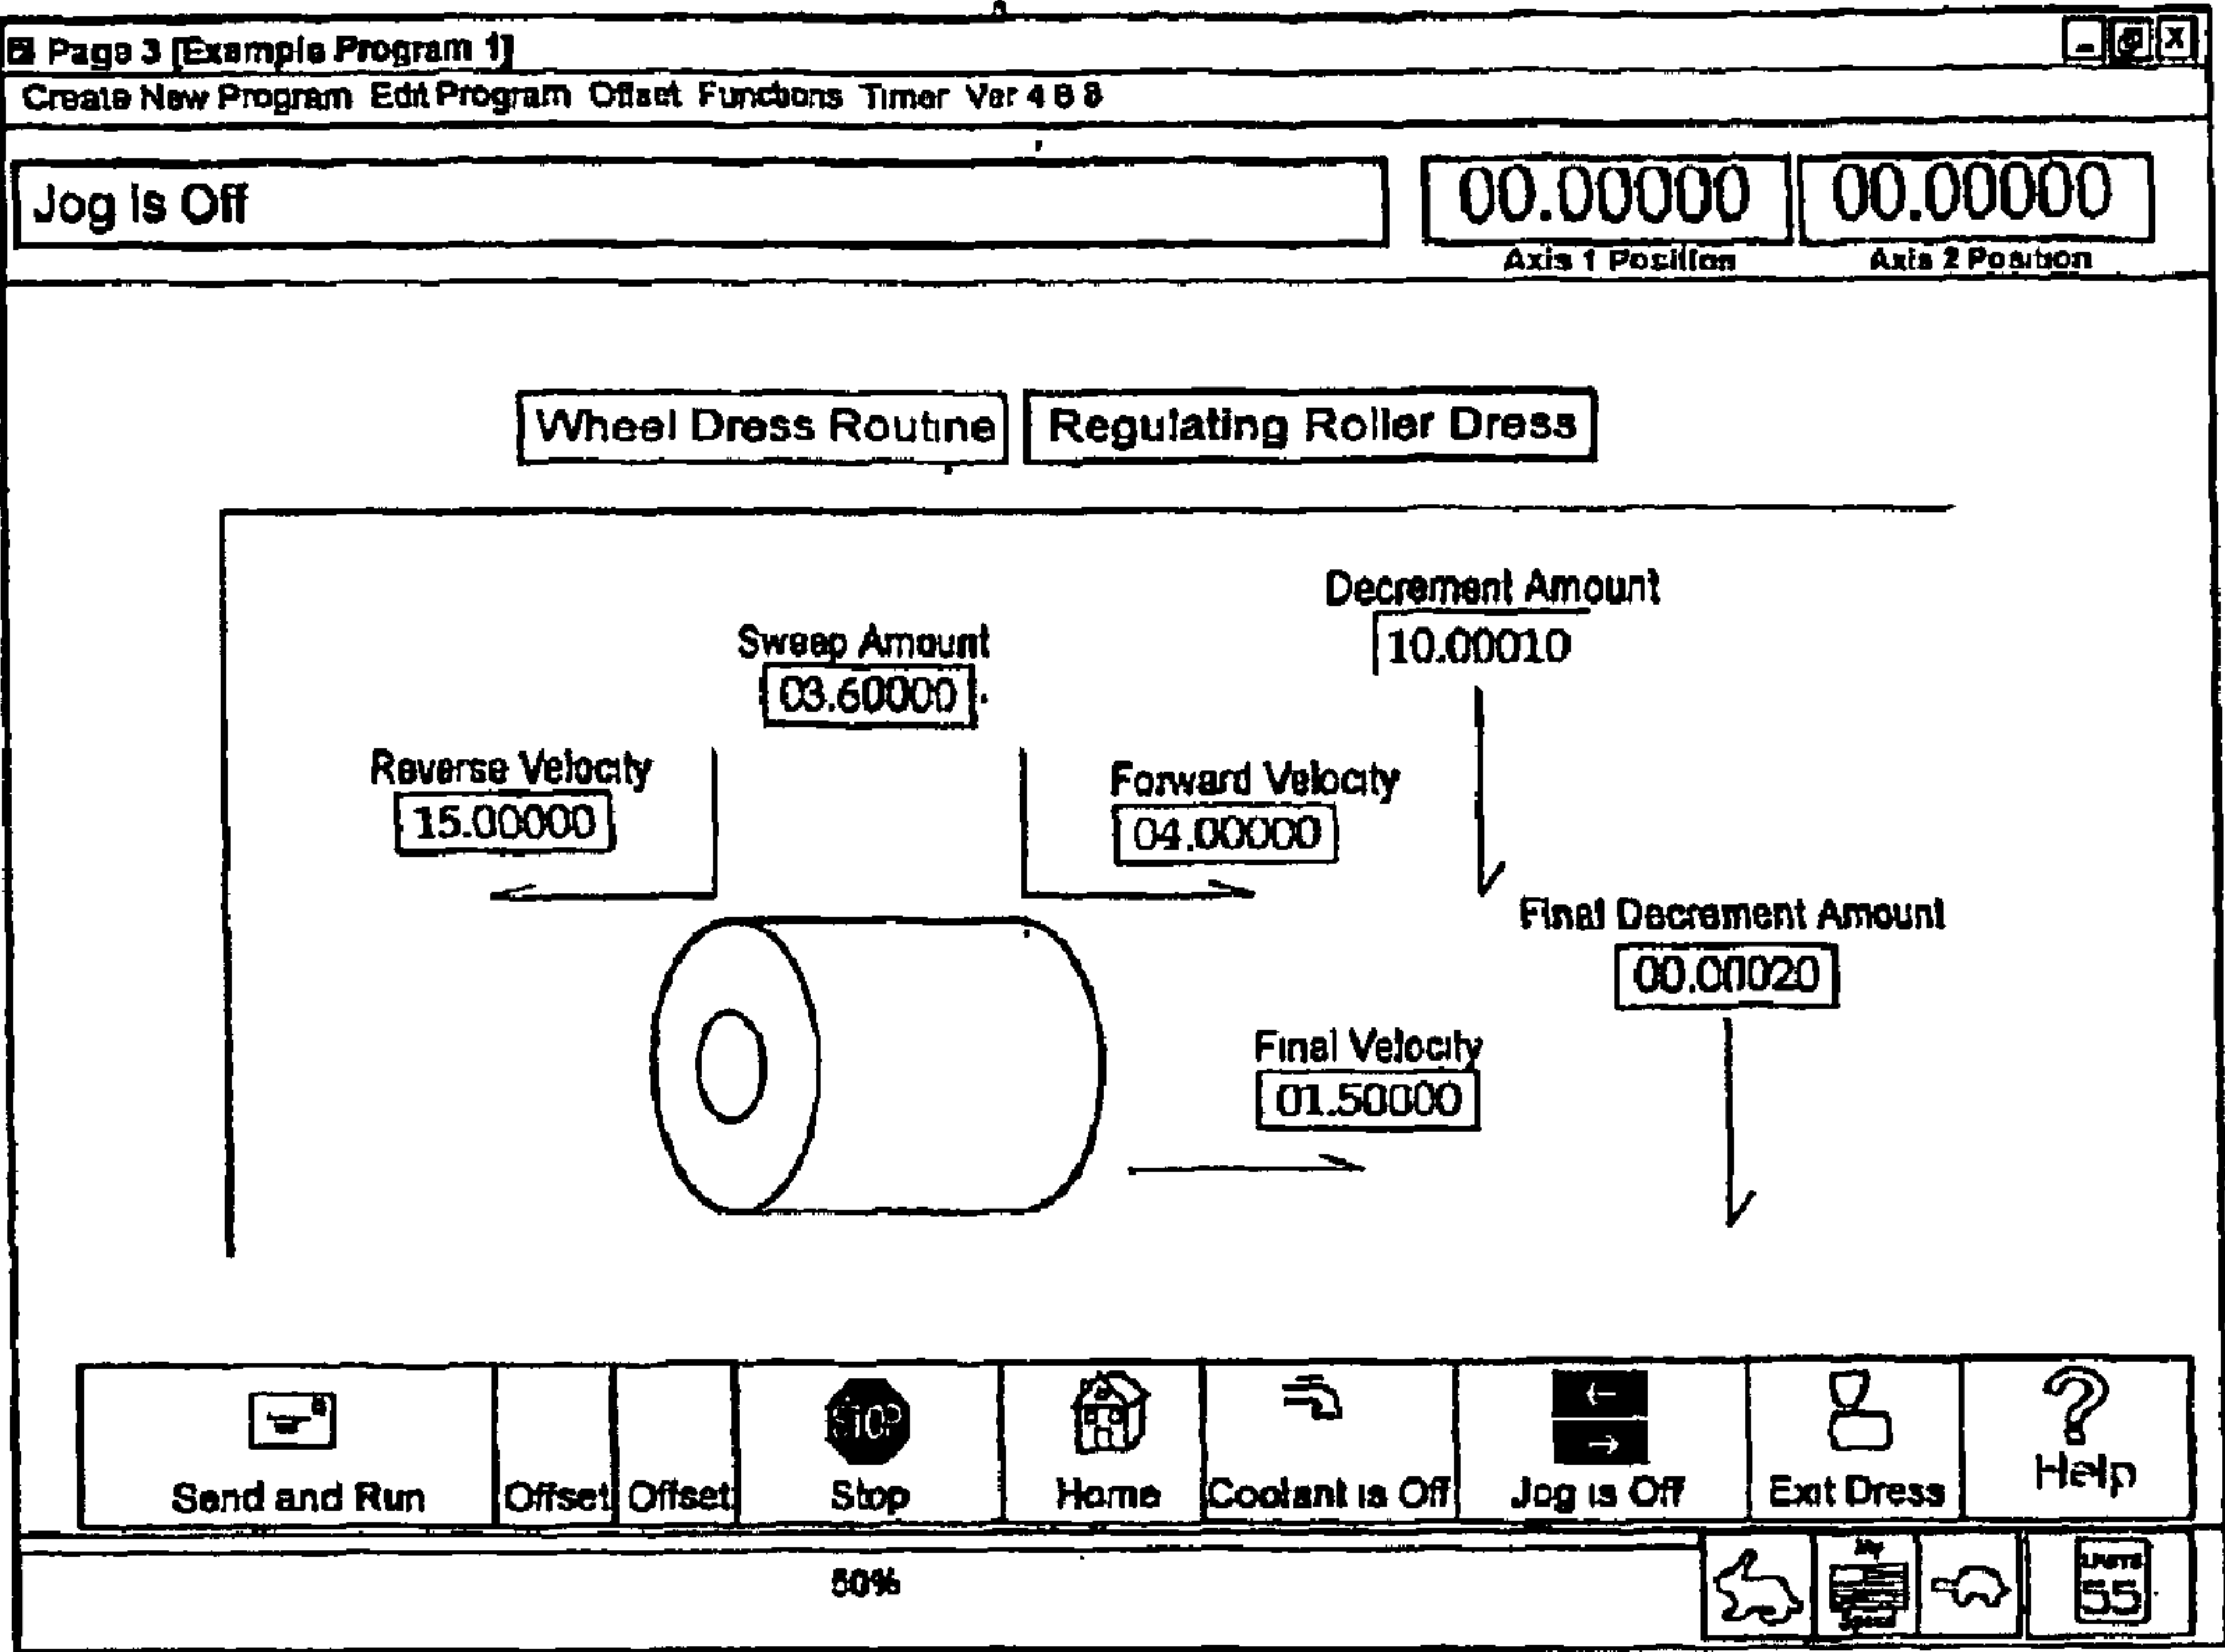 Page 3 [Example Program 1]
Create New Program Edit Program Offset Functions Timer Ver 4 6 8
Jog is Off
00.00000 00.00000
Axis 1 Position Axis 2 Position
Wheel Dress Routine Regulating Roller Dress
Decrement Amount
10.00010
Sweep Amount
03.60000
Reverse Velocity
15.00000
Forward Velocity
04.00000
Final Decrement Amount
00.00020
Final Velocity
01.50000
STOP
Send and Run Offset Offset Stop Home Coolant is Off Jog is Off Exit Dress Help
50%
LIMITS
55